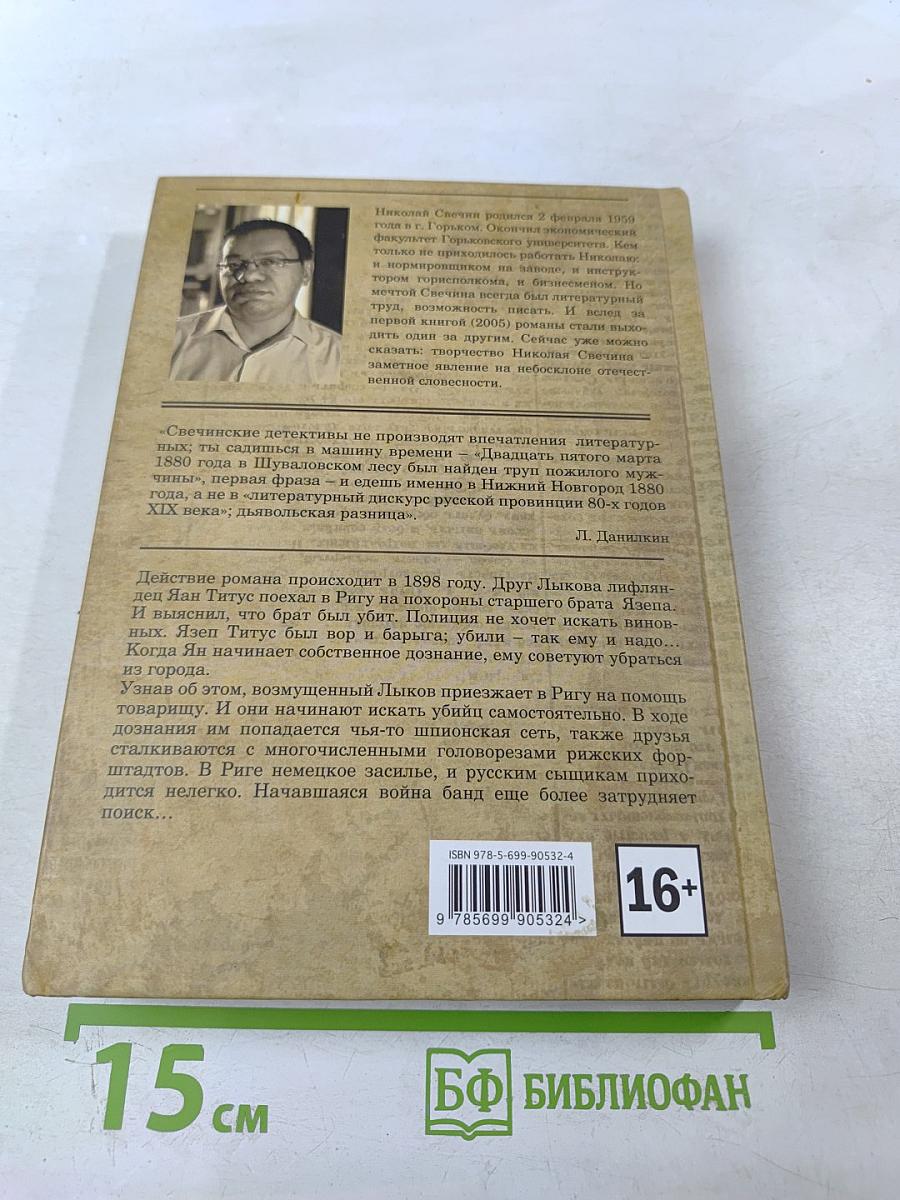 Николай Свечин родился 2 февраля 1959
года в г. Горьком. Окончил экономический
факультет Горьковского университета. Кем
только не приходилось работать Николаю:
и нормировщиком на заводе, и инструк-
тором горисполкома, и бизнесменом. Но
мечтой Свечина всегда был литературный
труд, возможность писать. И вслед за
первой книгой (2005) романы стали выхо-
дить один за другим. Сейчас уже можно
сказать: творчество Николая Свечина –
заметное явление на небосклоне отечест-
венной словесности.
«Свечинские детективы не производят впечатления литератур-
ных; ты садишься в машину времени – «Двадцать пятого марта
1880 года в Шуваловском лесу был найден труп пожилого муж-
чины», первая фраза – и едешь именно в Нижний Новгород 1880
года, а не в «литературный дискурс русской провинции 80-х годов
XIX века»; дьявольская разница».
Л. Данилкин
Действие романа происходит в 1898 году. Друг Лыкова лифлян-
дец Яан Титус поехал в Ригу на похороны старшего брата Язепа.
И выяснил, что брат был убит. Полиция не хочет искать винов-
ных. Язеп Титус был вор и барыга; убили – так ему и надо...
Когда Ян начинает собственное дознание, ему советуют убраться
из города.
Узнав об этом, возмущенный Лыков приезжает в Ригу на помощь
товарищу. И они начинают искать убийц самостоятельно. В ходе
дознания им попадается чья-то шпионская сеть, также друзья
сталкиваются с многочисленными головорезами рижских фор-
штадтов. В Риге немецкое засилье, и русским сыщикам прихо-
дится нелегко. Начавшаяся война банд еще более затрудняет
поиск...
ISBN 978-5-699-90532-4
9 785699 905324 >
16+
15 см
БФ БИБЛИОФАН